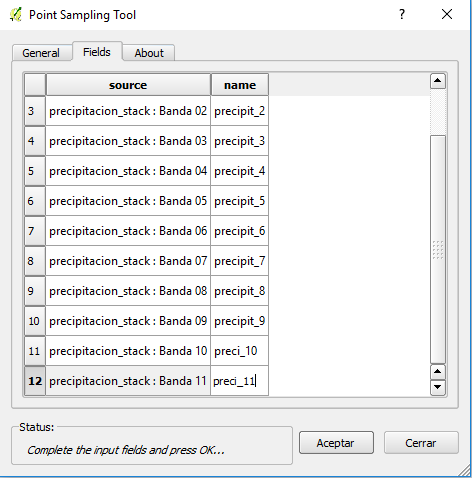 Point Sampling Tool
General Fields About
source name
3 precipitacion_stack : Banda 02 precipit_2
4 precipitacion_stack : Banda 03 precipit_3
5 precipitacion_stack : Banda 04 precipit_4
6 precipitacion_stack : Banda 05 precipit_5
7 precipitacion_stack : Banda 06 precipit_6
8 precipitacion_stack : Banda 07 precipit_7
9 precipitacion_stack : Banda 08 precipit_8
10 precipitacion_stack : Banda 09 precipit_9
11 precipitacion_stack : Banda 10 preci_10
12 precipitacion_stack : Banda 11 preci_11
Status:
Complete the input fields and press OK...
Aceptar Cerrar